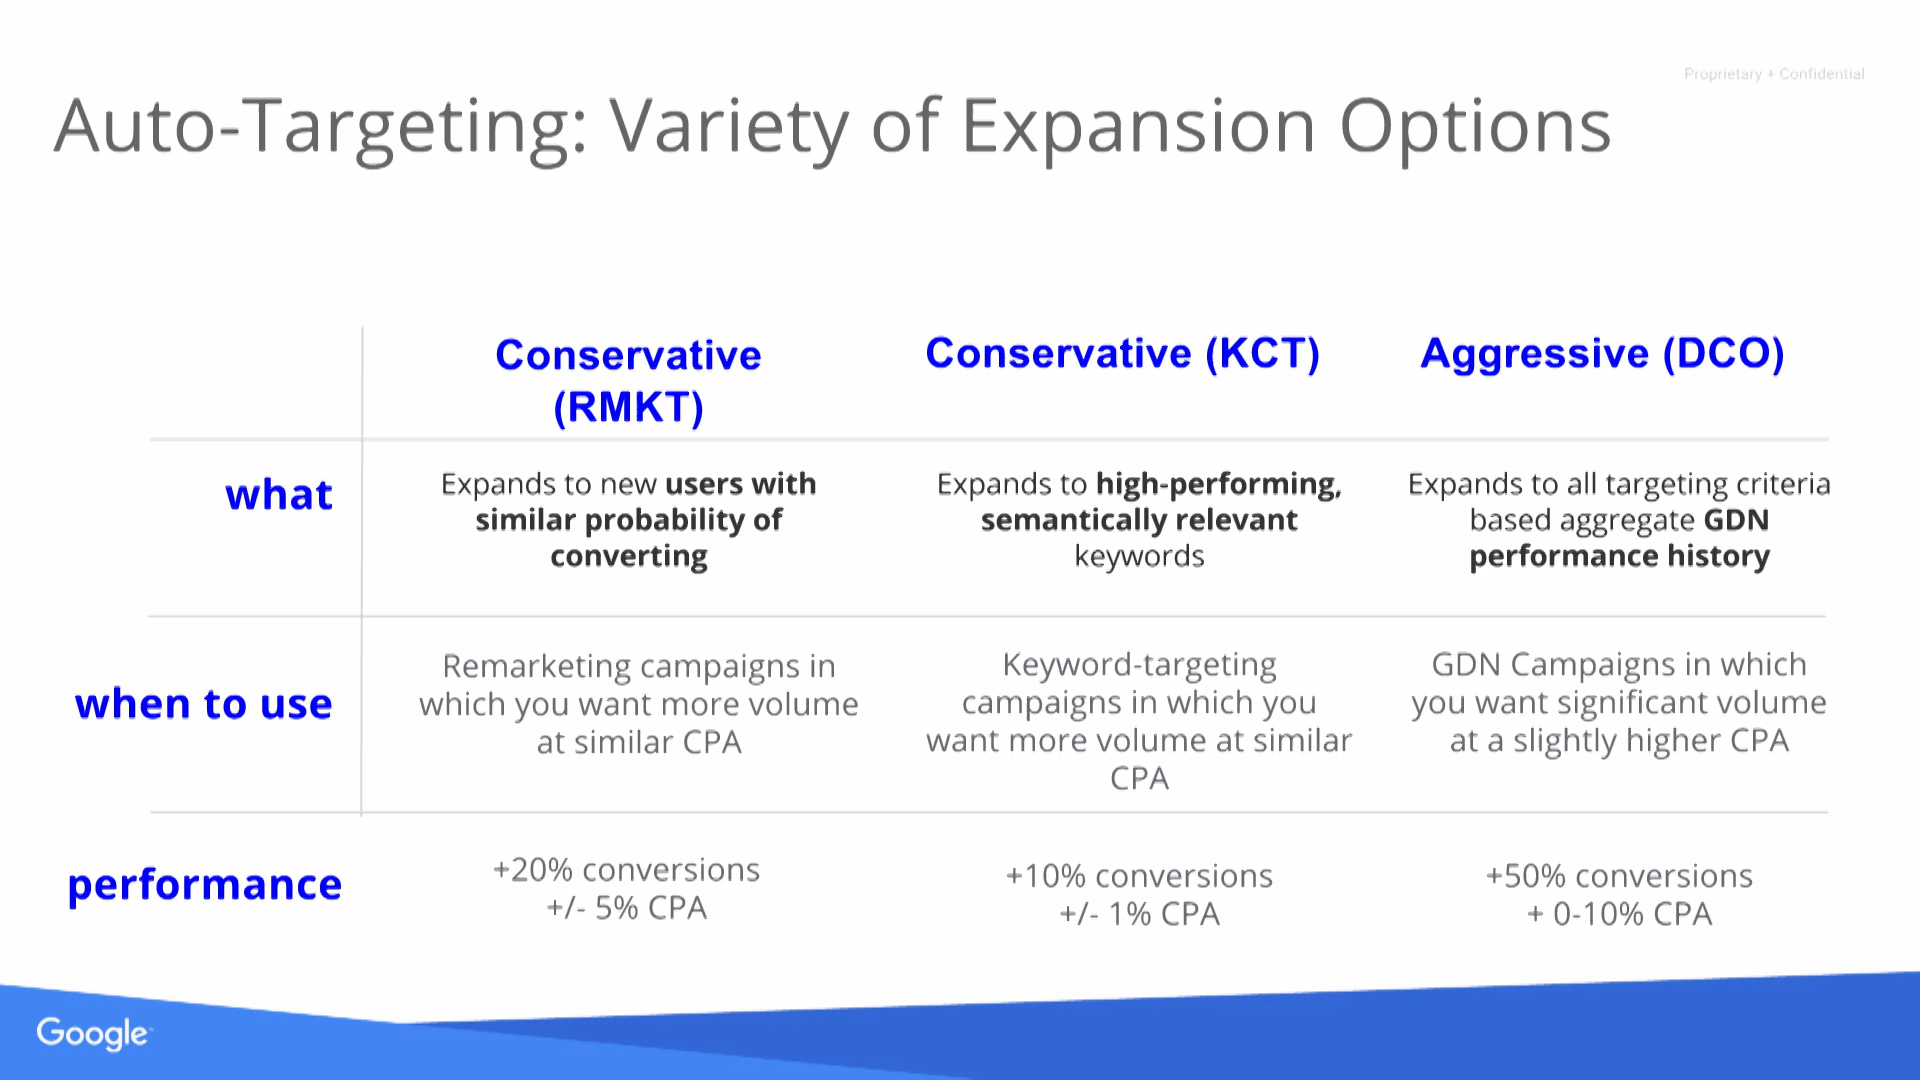 Proprietary + Confidential
Auto-Targeting: Variety of Expansion Options
Conservative
(RMKT)
Conservative (KCT)
Aggressive (DCO)
what
Expands to new users with
similar probability of
converting
Expands to high-performing,
semantically relevant
keywords
Expands to all targeting criteria
based aggregate GDN
performance history
when to use
Remarketing campaigns in
which you want more volume
at similar CPA
Keyword-targeting
campaigns in which you
want more volume at similar
CPA
GDN Campaigns in which
you want significant volume
at a slightly higher CPA
performance
+20% conversions
+/- 5% CPA
+10% conversions
+/- 1% CPA
+50% conversions
+ 0-10% CPA
Google